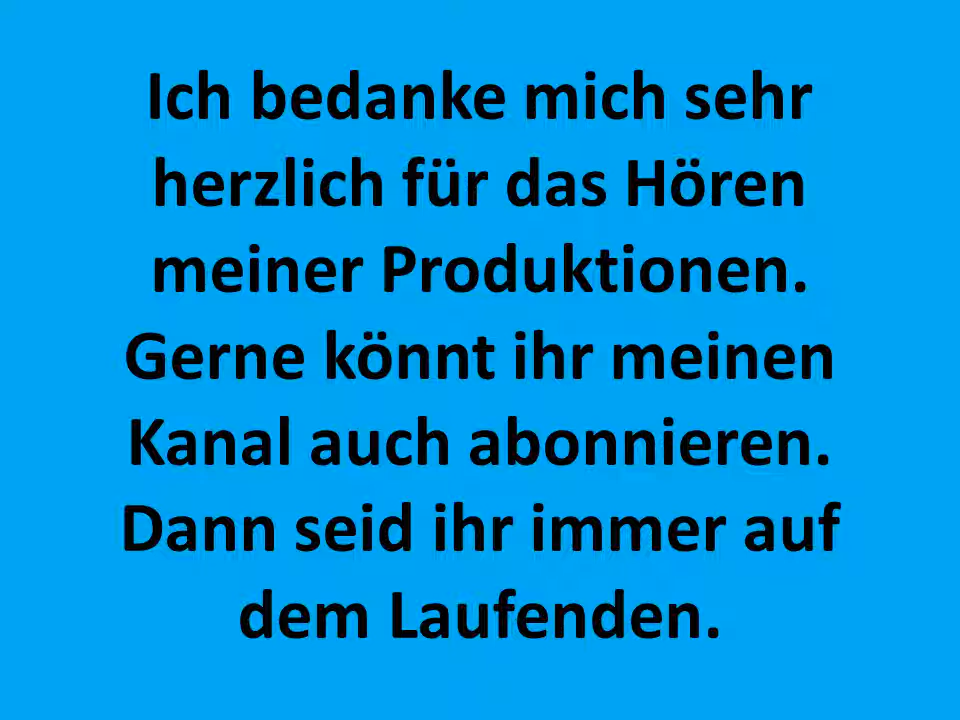 Ich bedanke mich sehr
herzlich für das Hören
meiner Produktionen.
Gerne könnt ihr meinen
Kanal auch abonnieren.
Dann seid ihr immer auf
dem Laufenden.